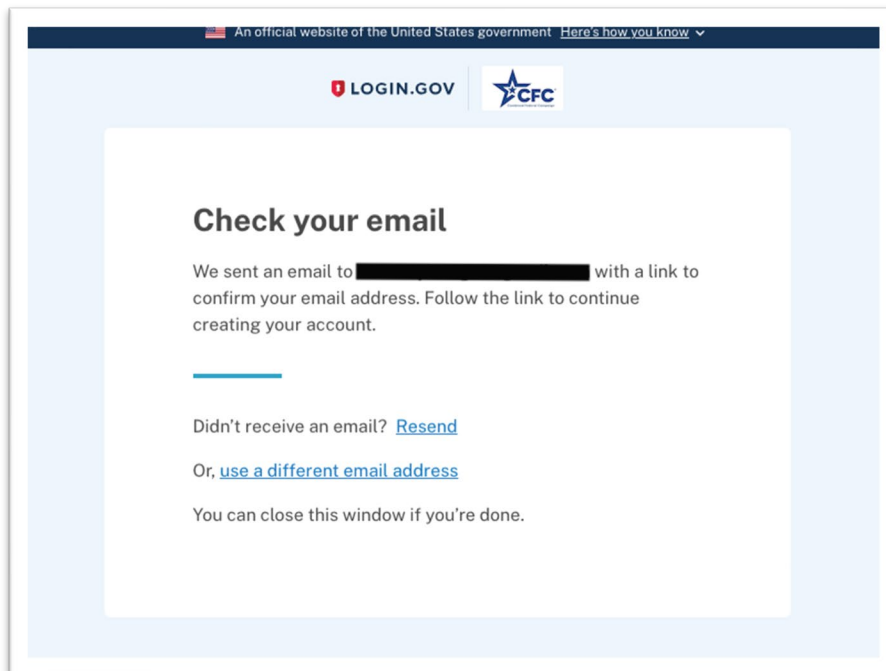 An official website of the United States government Here's how you know
LOGIN.GOV CFC
Check your email
We sent an email to with a link to
confirm your email address. Follow the link to continue
creating your account.
Didn't receive an email? Resend
Or, use a different email address
You can close this window if you're done.